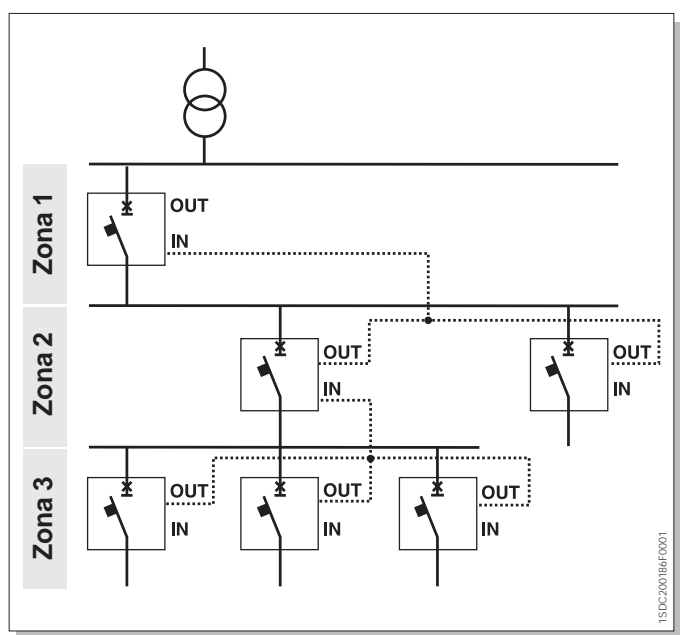 Zona 1
OUT
IN
Zona 2
OUT
IN
OUT
IN
Zona 3
OUT
IN
OUT
IN
OUT
IN
1SDC200186F0001